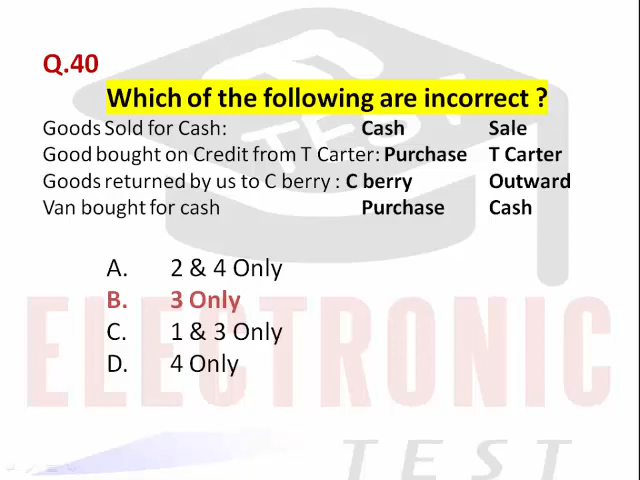 Q.40
Which of the following are incorrect ?
Goods Sold for Cash: Cash Sale
Good bought on Credit from T Carter: Purchase T Carter
Goods returned by us to C berry : C berry Outward
Van bought for cash Purchase Cash
A. 2 & 4 Only
B. 3 Only
C. 1 & 3 Only
D. 4 Only
TEST
ELECTRONIC
TEST